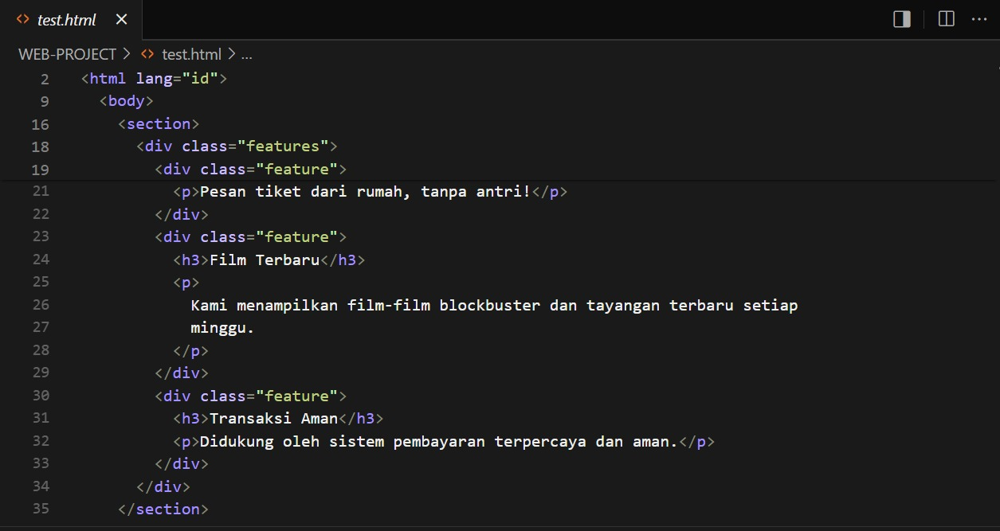 test.html
WEB-PROJECT > test.html > ...
2 <html lang="id">
9 <body>
16 <section>
18 <div class="features">
19 <div class="feature">
21 <p>Pesan tiket dari rumah, tanpa antri!</p>
22 </div>
23 <div class="feature">
24 <h3>Film Terbaru</h3>
25 <p>
26 Kami menampilkan film-film blockbuster dan tayangan terbaru setiap
27 minggu.
28 </p>
29 </div>
30 <div class="feature">
31 <h3>Transaksi Aman</h3>
32 <p>Didukung oleh sistem pembayaran terpercaya dan aman.</p>
33 </div>
34 </div>
35 </section>